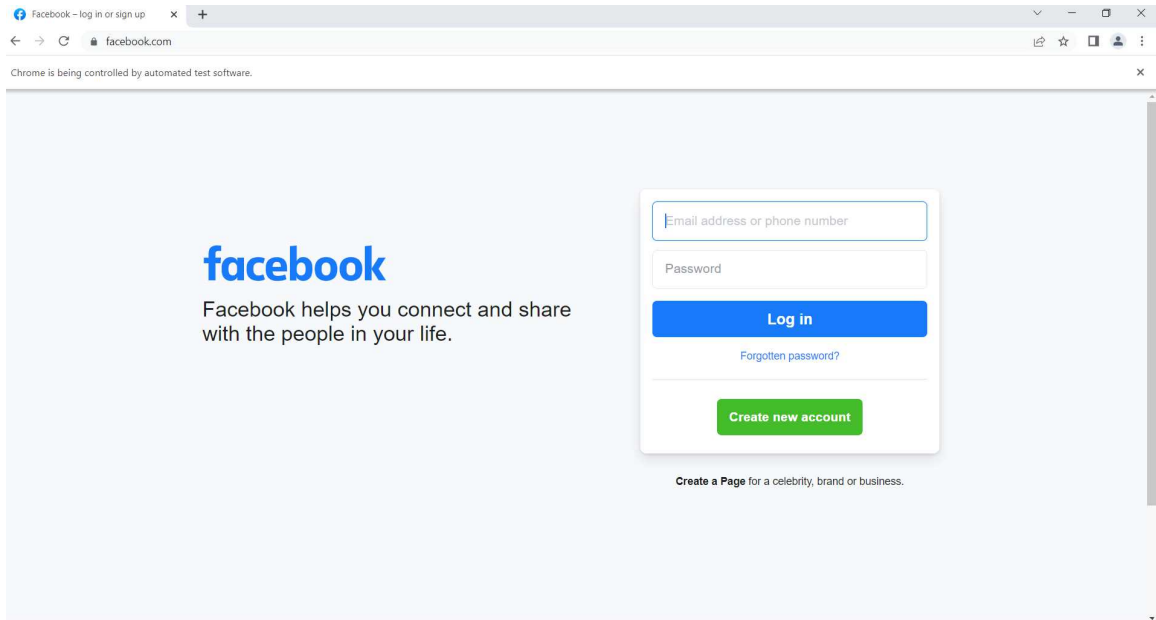 Facebook – log in or sign up
facebook.com
Chrome is being controlled by automated test software.
facebook
Facebook helps you connect and share
with the people in your life.
Email address or phone number
Password
Log in
Forgotten password?
Create new account
Create a Page for a celebrity, brand or business.